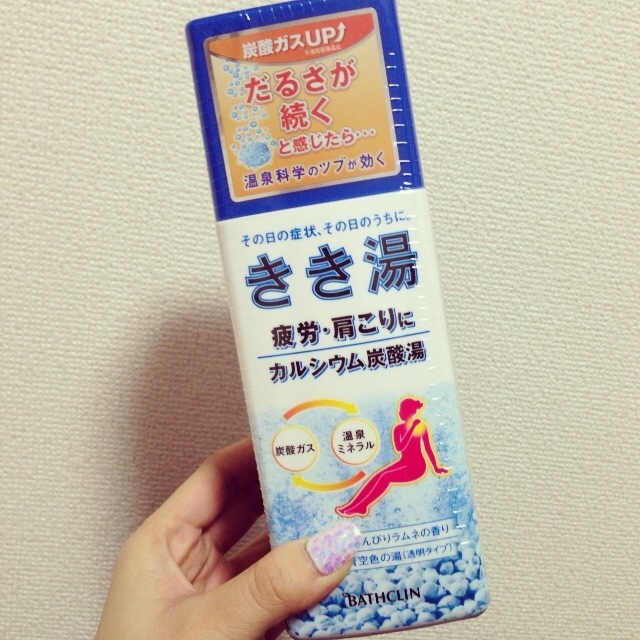 炭酸ガスUP↑
だるさが
続く
と感じたら…
温泉科学のツブが効く
その日の症状、その日のうちに。
きき湯
疲労・肩こりに
カルシウム炭酸湯
炭酸ガス
温泉
ミネラル
んびりラムネの香り
空色の湯(透明タイプ)
BATHCLIN